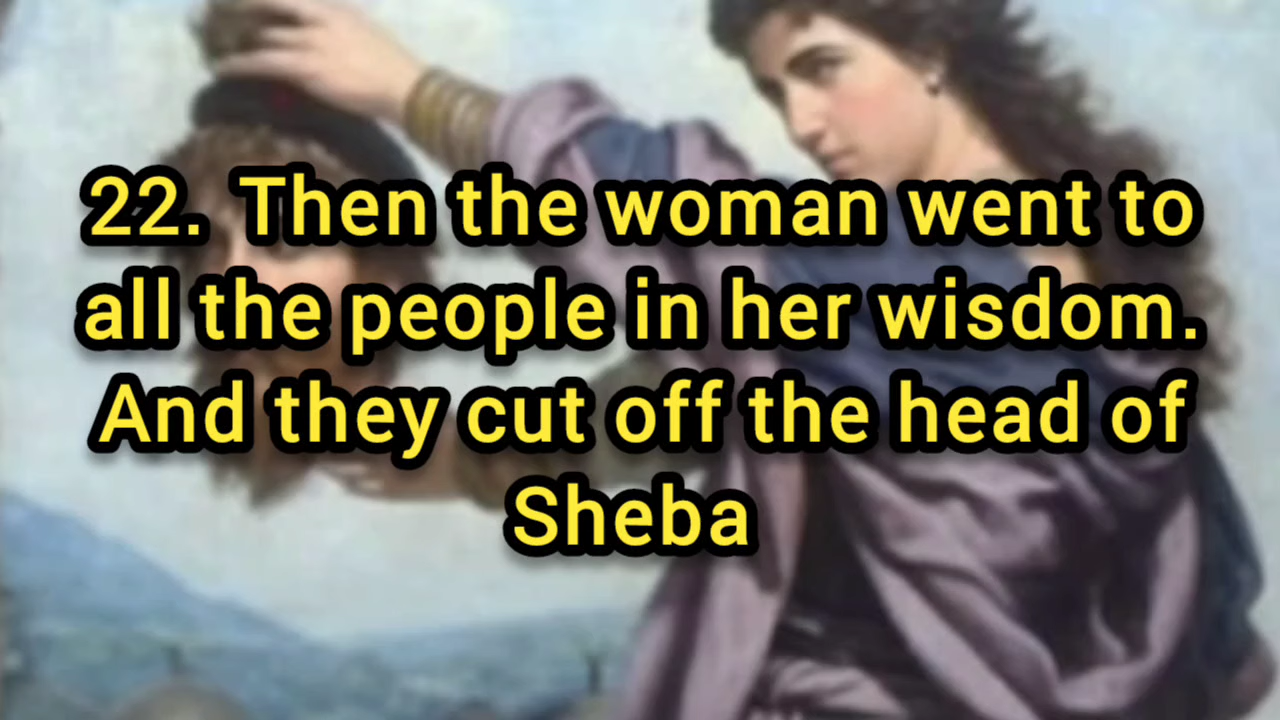 22. Then the woman went to
all the people in her wisdom.
And they cut off the head of
Sheba